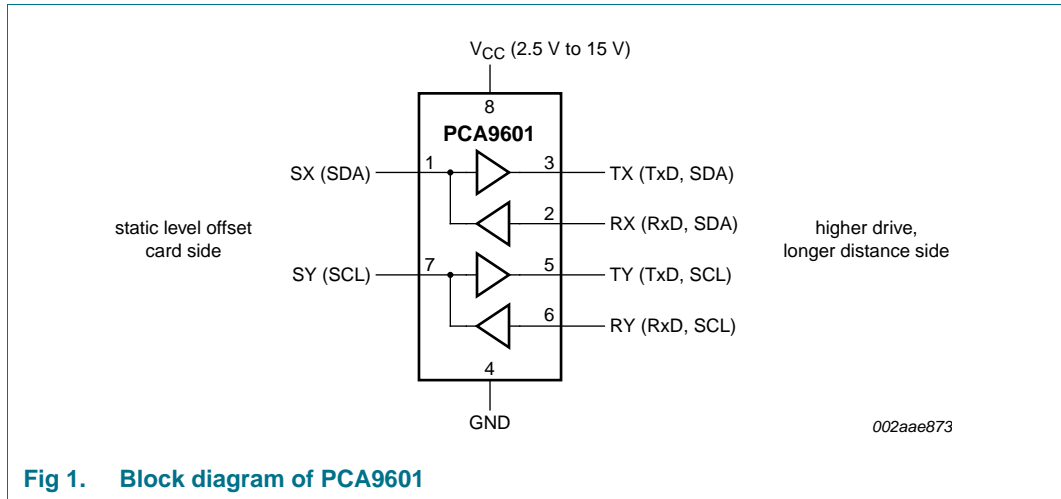 VCC (2.5 V to 15 V)
8
PCA9601
SX (SDA)
1
3
TX (TxD, SDA)
2
RX (RxD, SDA)
static level offset
card side
higher drive,
longer distance side
SY (SCL)
7
5
TY (TxD, SCL)
6
RY (RxD, SCL)
4
GND
002aae873
Fig 1. Block diagram of PCA9601